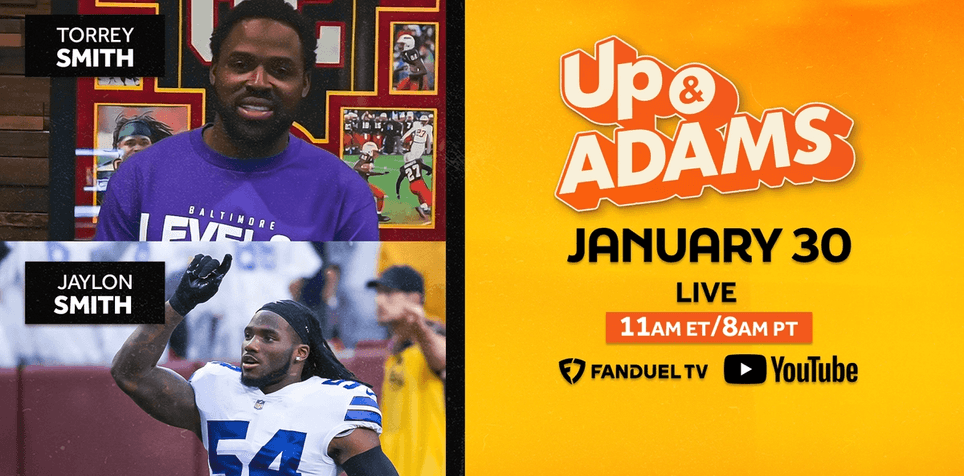 TORREY
SMITH
BALTIMORE
JAYLON
SMITH
54
Up &
ADAMS
JANUARY 30
LIVE
11AM ET/8AM PT
FANDUEL TV
YouTube